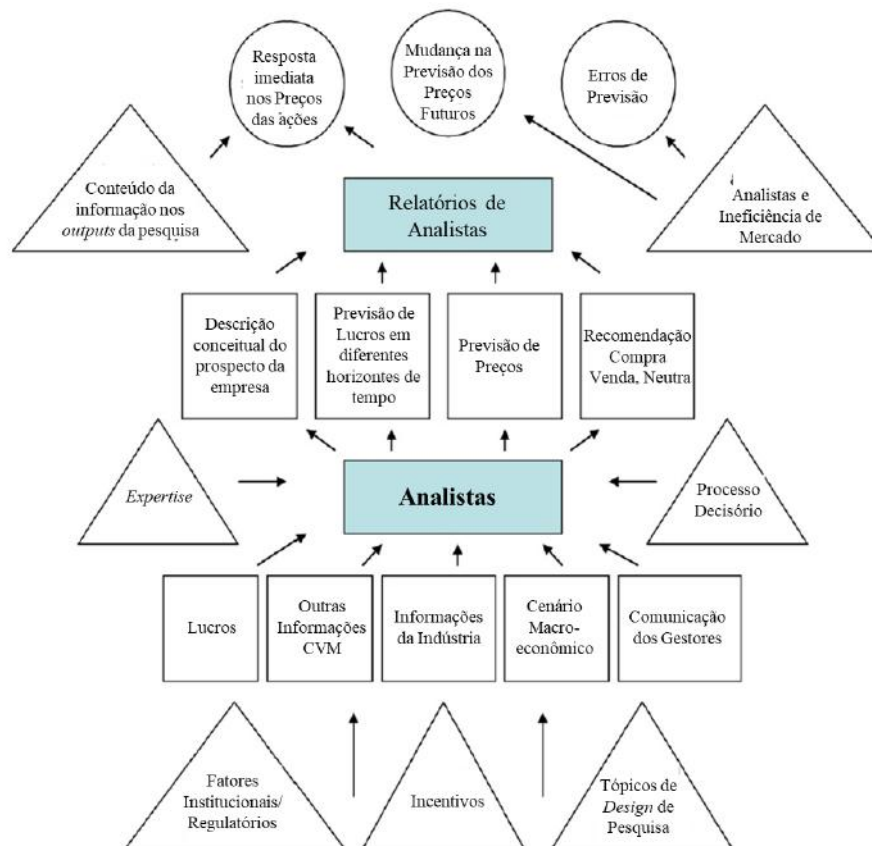 Resposta
imediata
nos Preços
das ações
Mudança na
Previsão dos
Preços
Futuros
Erros de
Previsão
Conteúdo da
informação nos
outputs da pesquisa
Relatórios de
Analistas
Analistas e
Ineficiência de
Mercado
Descrição
conceitual do
prospecto da
empresa
Previsão de
Lucros em
diferentes
horizontes de
tempo
Previsão de
Preços
Recomendação
Compra
Venda, Neutra
Expertise
Analistas
Processo
Decisório
Lucros
Outras
Informações
CVM
Informações
da Indústria
Cenário
Macro-
econômico
Comunicação
dos Gestores
Fatores
Institucionais/
Regulatórios
Incentivos
Tópicos de
Design de
Pesquisa